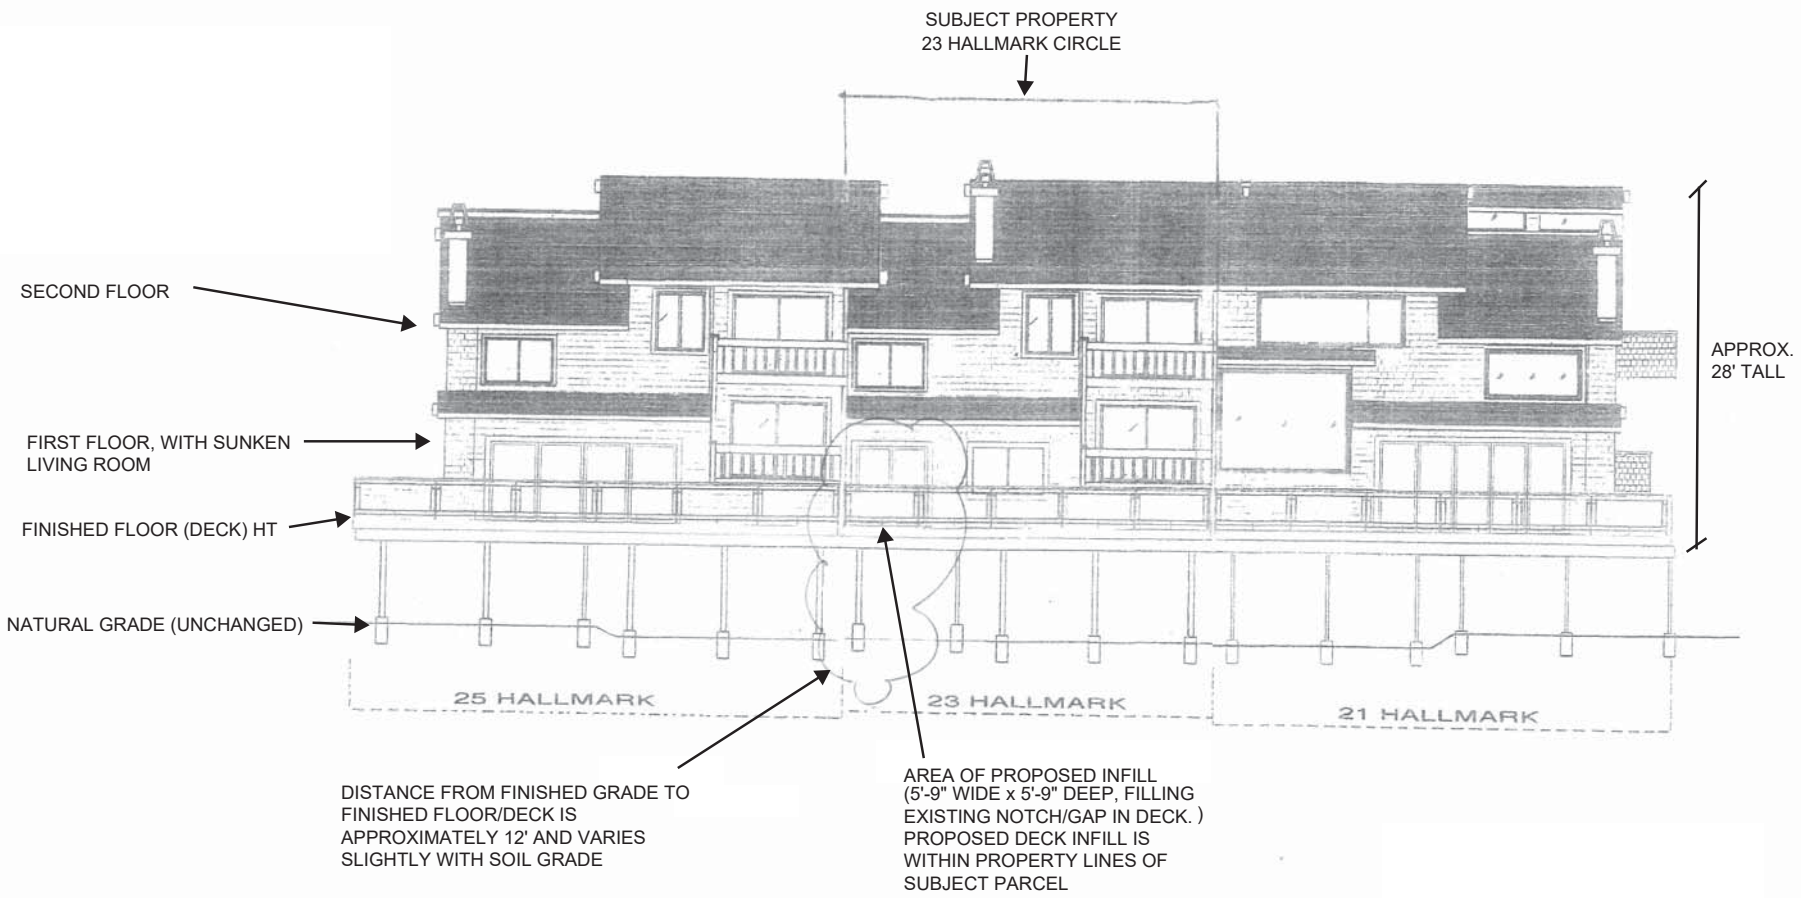 SUBJECT PROPERTY
23 HALLMARK CIRCLE
SECOND FLOOR
APPROX.
28' TALL
FIRST FLOOR, WITH SUNKEN
LIVING ROOM
FINISHED FLOOR (DECK) HT
NATURAL GRADE (UNCHANGED)
25 HALLMARK
23 HALLMARK
21 HALLMARK
DISTANCE FROM FINISHED GRADE TO
FINISHED FLOOR/DECK IS
APPROXIMATELY 12' AND VARIES
SLIGHTLY WITH SOIL GRADE
AREA OF PROPOSED INFILL
(5'-9" WIDE x 5'-9" DEEP, FILLING
EXISTING NOTCH/GAP IN DECK. )
PROPOSED DECK INFILL IS
WITHIN PROPERTY LINES OF
SUBJECT PARCEL